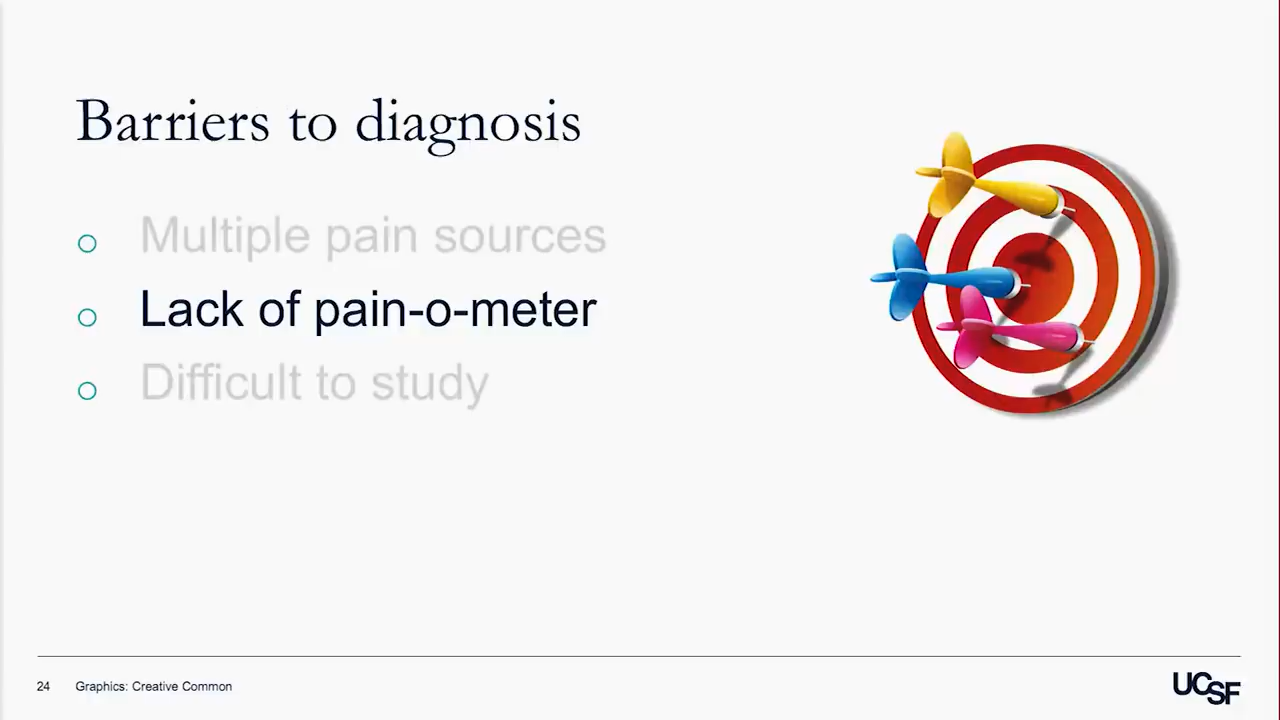 Barriers to diagnosis
Multiple pain sources
Lack of pain-o-meter
Difficult to study
24 Graphics: Creative Common
UCSF